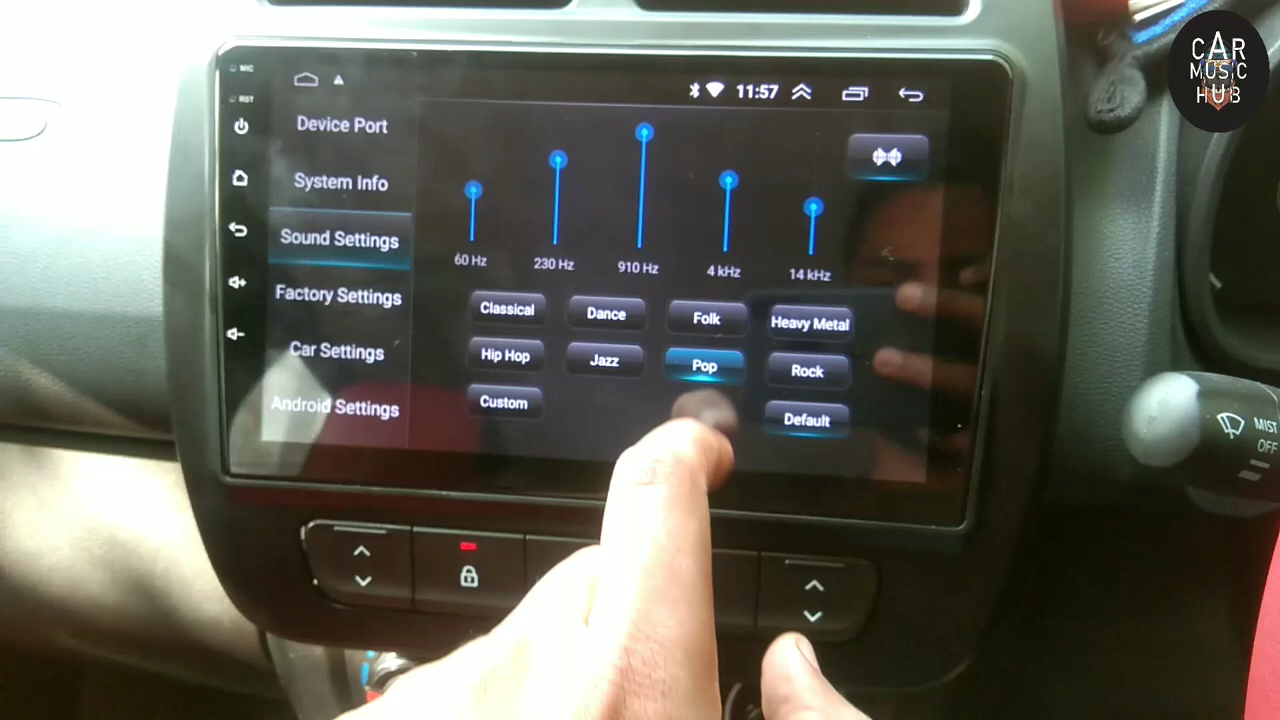 CAR
MUSIC
HUB
MIC
RST
11:57
Device Port
System Info
Sound Settings
Factory Settings
Car Settings
Android Settings
60 Hz
230 Hz
910 Hz
4 kHz
14 kHz
Classical
Dance
Folk
Heavy Metal
Hip Hop
Jazz
Pop
Rock
Custom
Default
MIST
OFF